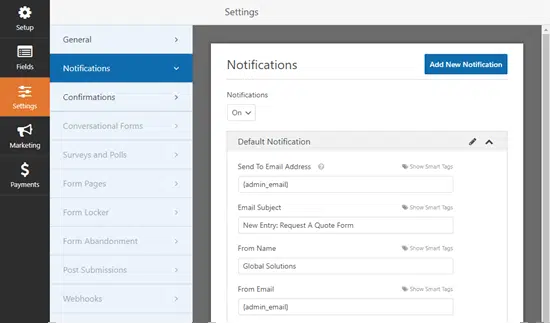 Settings
Setup
Fields
Settings
Marketing
Payments
General
Notifications
Confirmations
Conversational Forms
Surveys and Polls
Form Pages
Form Locker
Form Abandonment
Post Submissions
Webhooks
Notifications
Add New Notification
Notifications
On
Default Notification
Send To Email Address
Show Smart Tags
{admin_email}
Email Subject
Show Smart Tags
New Entry: Request A Quote Form
From Name
Show Smart Tags
Global Solutions
From Email
Show Smart Tags
{admin_email}